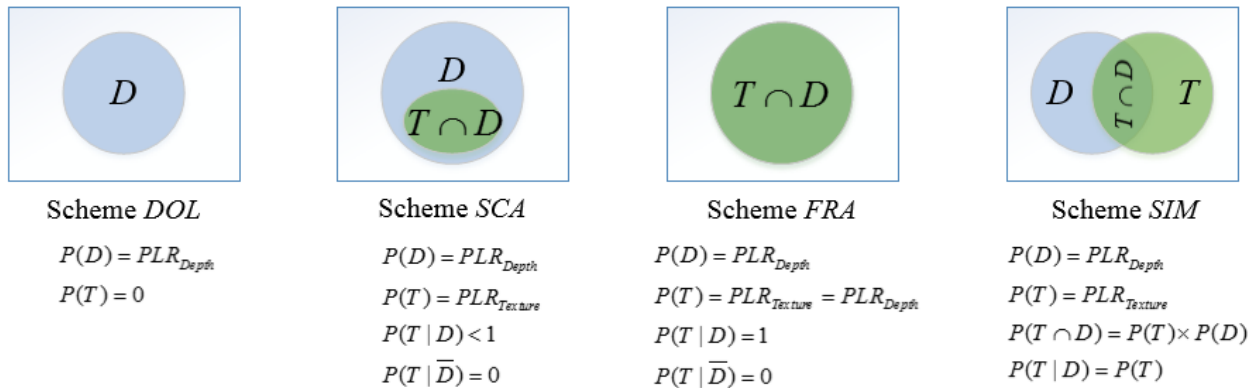 D
Scheme DOL
P(D) = PLR_Depth
P(T) = 0
D
T ∩ D
Scheme SCA
P(D) = PLR_Depth
P(T) = PLR_Texture
P(T | D) < 1
P(T | D̅) = 0
T ∩ D
Scheme FRA
P(D) = PLR_Depth
P(T) = PLR_Texture = PLR_Depth
P(T | D) = 1
P(T | D̅) = 0
D
T ∩ D
T
Scheme SIM
P(D) = PLR_Depth
P(T) = PLR_Texture
P(T ∩ D) = P(T) × P(D)
P(T | D) = P(T)